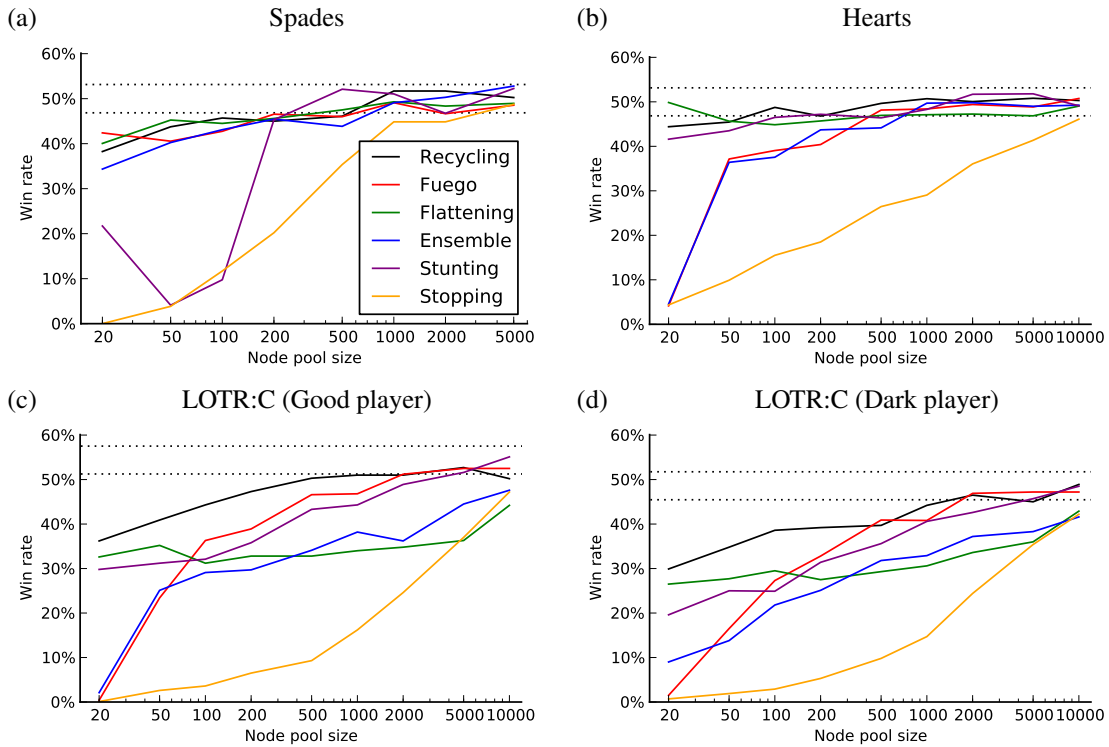 (a) Spades
60%
50%
40%
30%
20%
10%
0%
Win rate
20 50 100 200 500 1000 2000 5000
Node pool size
Recycling
Fuego
Flattening
Ensemble
Stunting
Stopping
(b) Hearts
60%
50%
40%
30%
20%
10%
0%
Win rate
20 50 100 200 500 1000 2000 5000 10000
Node pool size
(c) LOTR:C (Good player)
60%
50%
40%
30%
20%
10%
0%
Win rate
20 50 100 200 500 1000 2000 5000 10000
Node pool size
(d) LOTR:C (Dark player)
60%
50%
40%
30%
20%
10%
0%
Win rate
20 50 100 200 500 1000 2000 5000 10000
Node pool size